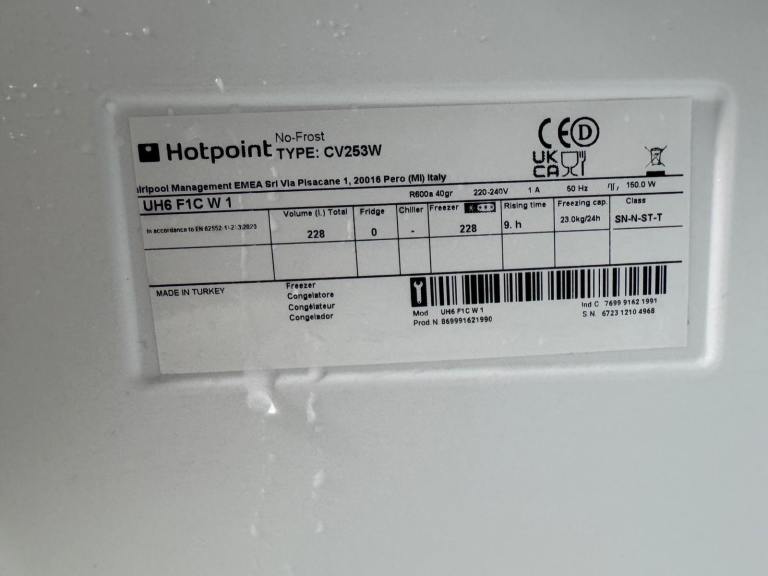 Hotpoint No-Frost
TYPE: CV253W
CE D
UK CA
Whirlpool Management EMEA Srl Via Pisacane 1, 20016 Pero (MI) Italy
R600a 40gr 220-240V 1 A 50 Hz 150.0 W
UH6 F1C W 1
Volume (l.) Total Fridge Chiller Freezer Rising time Freezing cap. Class
In accordance to EN 62552-1-2-3:2020 228 0 - 228 9. h 23.0kg/24h SN-N-ST-T
MADE IN TURKEY
Freezer
Congelatore
Congélateur
Congelador
Mod UH6 F1C W 1
Prod.N. 869991621990
Ind C 7699 9162 1991
S N. 6723 1210 4968